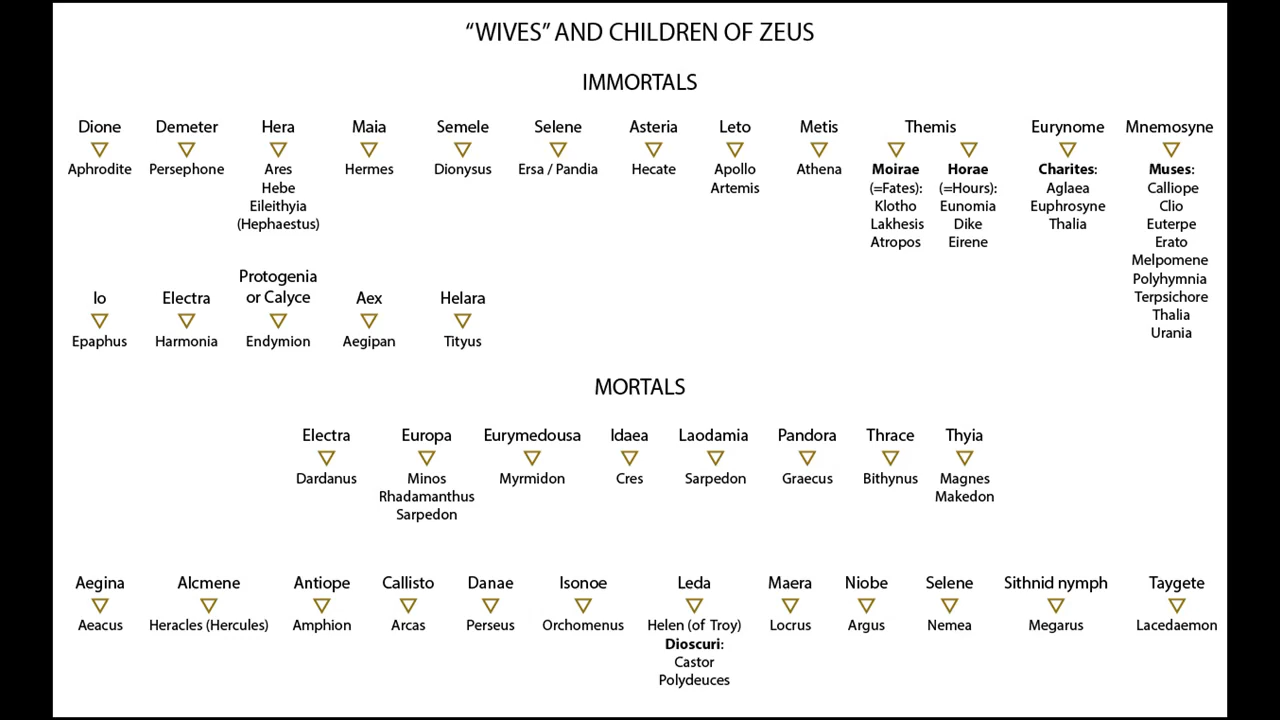 “WIVES” AND CHILDREN OF ZEUS
IMMORTALS
Dione
Aphrodite
Demeter
Persephone
Hera
Ares
Hebe
Eileithyia
(Hephaestus)
Maia
Hermes
Semele
Dionysus
Selene
Ersa / Pandia
Asteria
Hecate
Leto
Apollo
Artemis
Metis
Athena
Themis
Moirae
(=Fates):
Klotho
Lakhesis
Atropos
Horae
(=Hours):
Eunomia
Dike
Eirene
Eurynome
Charites:
Aglaea
Euphrosyne
Thalia
Mnemosyne
Muses:
Calliope
Clio
Euterpe
Erato
Melpomene
Polyhymnia
Terpsichore
Thalia
Urania
Io
Epaphus
Electra
Harmonia
Protogenia
or Calyce
Endymion
Aex
Aegipan
Helara
Tityus
MORTALS
Electra
Dardanus
Europa
Minos
Rhadamanthus
Sarpedon
Eurymedousa
Myrmidon
Idaea
Cres
Laodamia
Sarpedon
Pandora
Graecus
Thrace
Bithynus
Thyia
Magnes
Makedon
Aegina
Aeacus
Alcmene
Heracles (Hercules)
Antiope
Amphion
Callisto
Arcas
Danae
Perseus
Isonoe
Orchomenus
Leda
Helen (of Troy)
Dioscuri:
Castor
Polydeuces
Maera
Locrus
Niobe
Argus
Selene
Nemea
Sithnid nymph
Megarus
Taygete
Lacedaemon